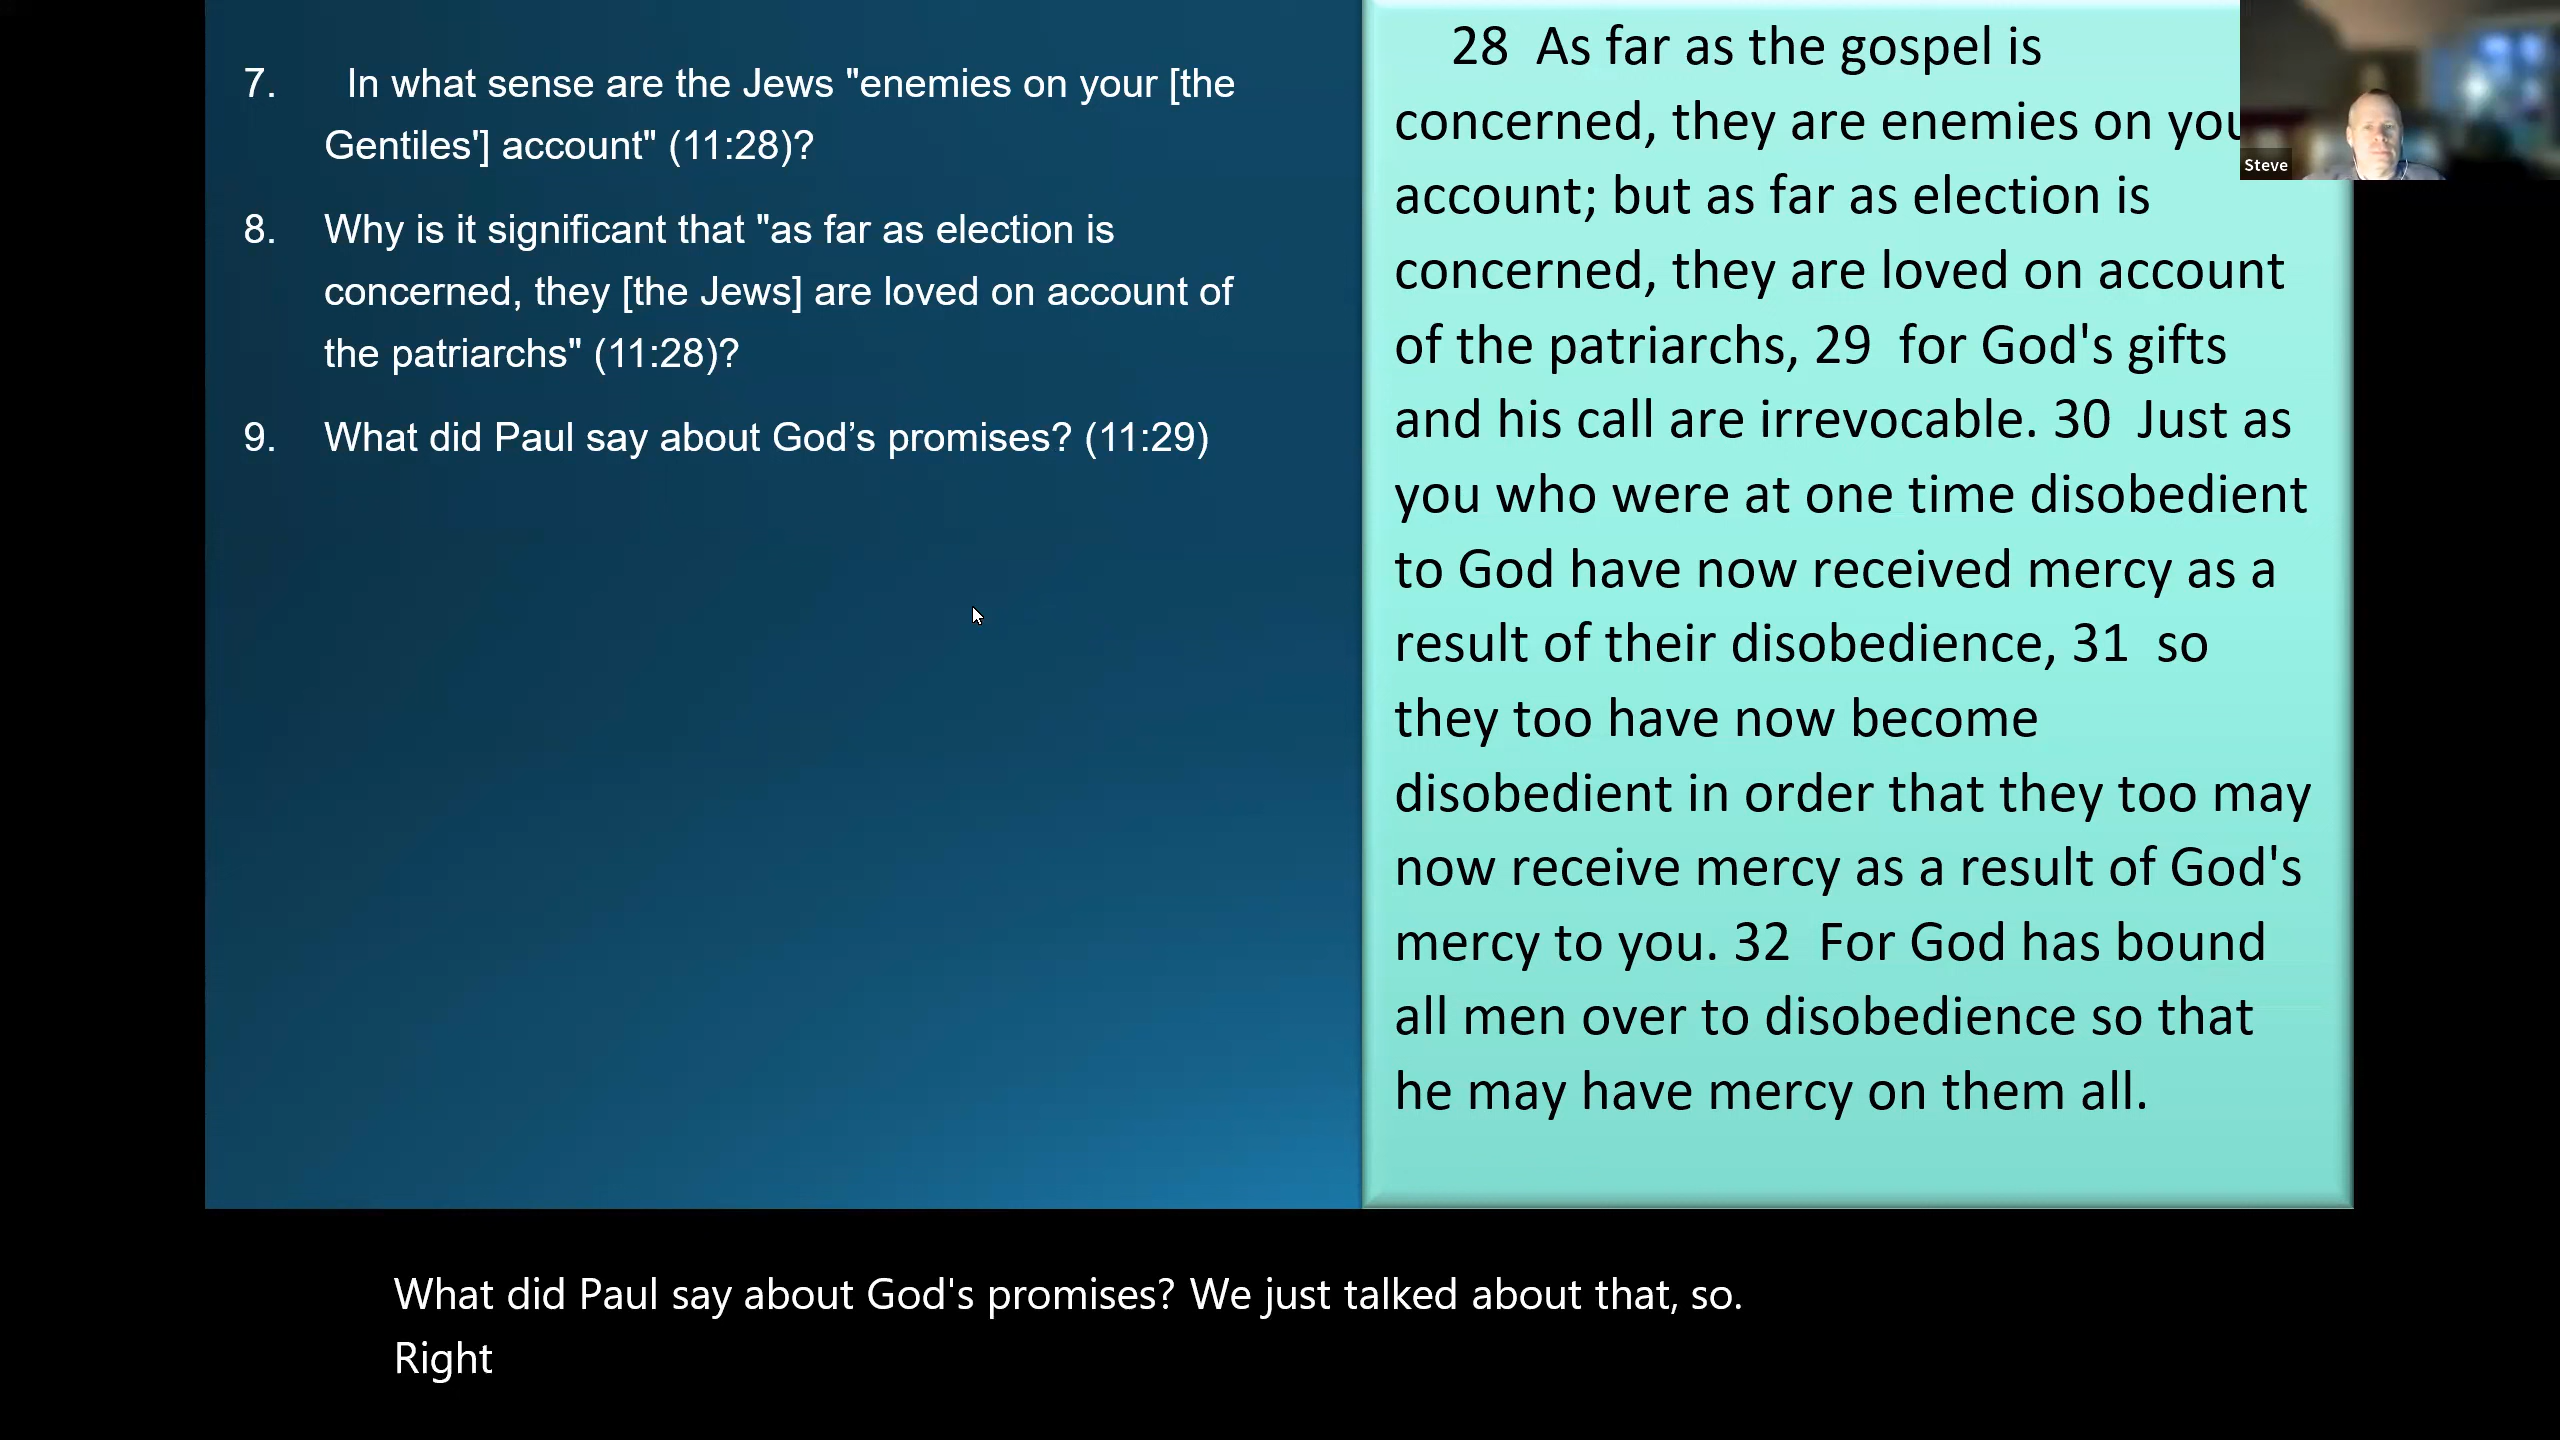 7. In what sense are the Jews "enemies on your [the
Gentiles'] account" (11:28)?
8. Why is it significant that "as far as election is
concerned, they [the Jews] are loved on account of
the patriarchs" (11:28)?
9. What did Paul say about God’s promises? (11:29)
28 As far as the gospel is
concerned, they are enemies on you
account; but as far as election is
concerned, they are loved on account
of the patriarchs, 29 for God's gifts
and his call are irrevocable. 30 Just as
you who were at one time disobedient
to God have now received mercy as a
result of their disobedience, 31 so
they too have now become
disobedient in order that they too may
now receive mercy as a result of God's
mercy to you. 32 For God has bound
all men over to disobedience so that
he may have mercy on them all.
Steve
What did Paul say about God's promises? We just talked about that, so.
Right